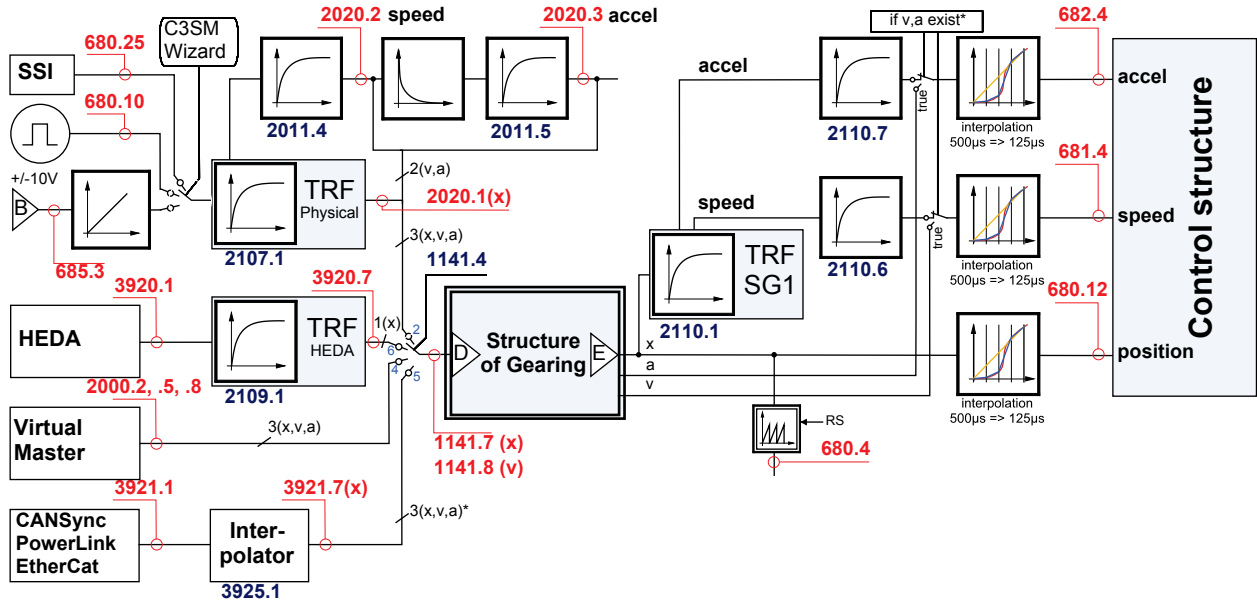 2020.2 speed
2020.3 accel
if v,a exist*
682.4
680.25
C3SM
Wizard
SSI
accel
accel
680.10
2011.4
2011.5
2110.7
true
interpolation
500µs => 125µs
Control structure
+/-10V
B
TRF
Physical
2(v,a)
2020.1(x)
681.4
speed
speed
685.3
2107.1
3(x,v,a)
1141.4
TRF
SG1
2110.6
true
interpolation
500µs => 125µs
3920.1
3920.7
680.12
HEDA
TRF
HEDA
1(x)
2
6
4
5
D
Structure
of Gearing
E
2110.1
x
a
v
position
2109.1
2000.2, .5, .8
interpolation
500µs => 125µs
Virtual
Master
3(x,v,a)
1141.7 (x)
1141.8 (v)
RS
680.4
3921.1
3921.7(x)
3(x,v,a)*
CANSync
PowerLink
EtherCat
Inter-
polator
3925.1